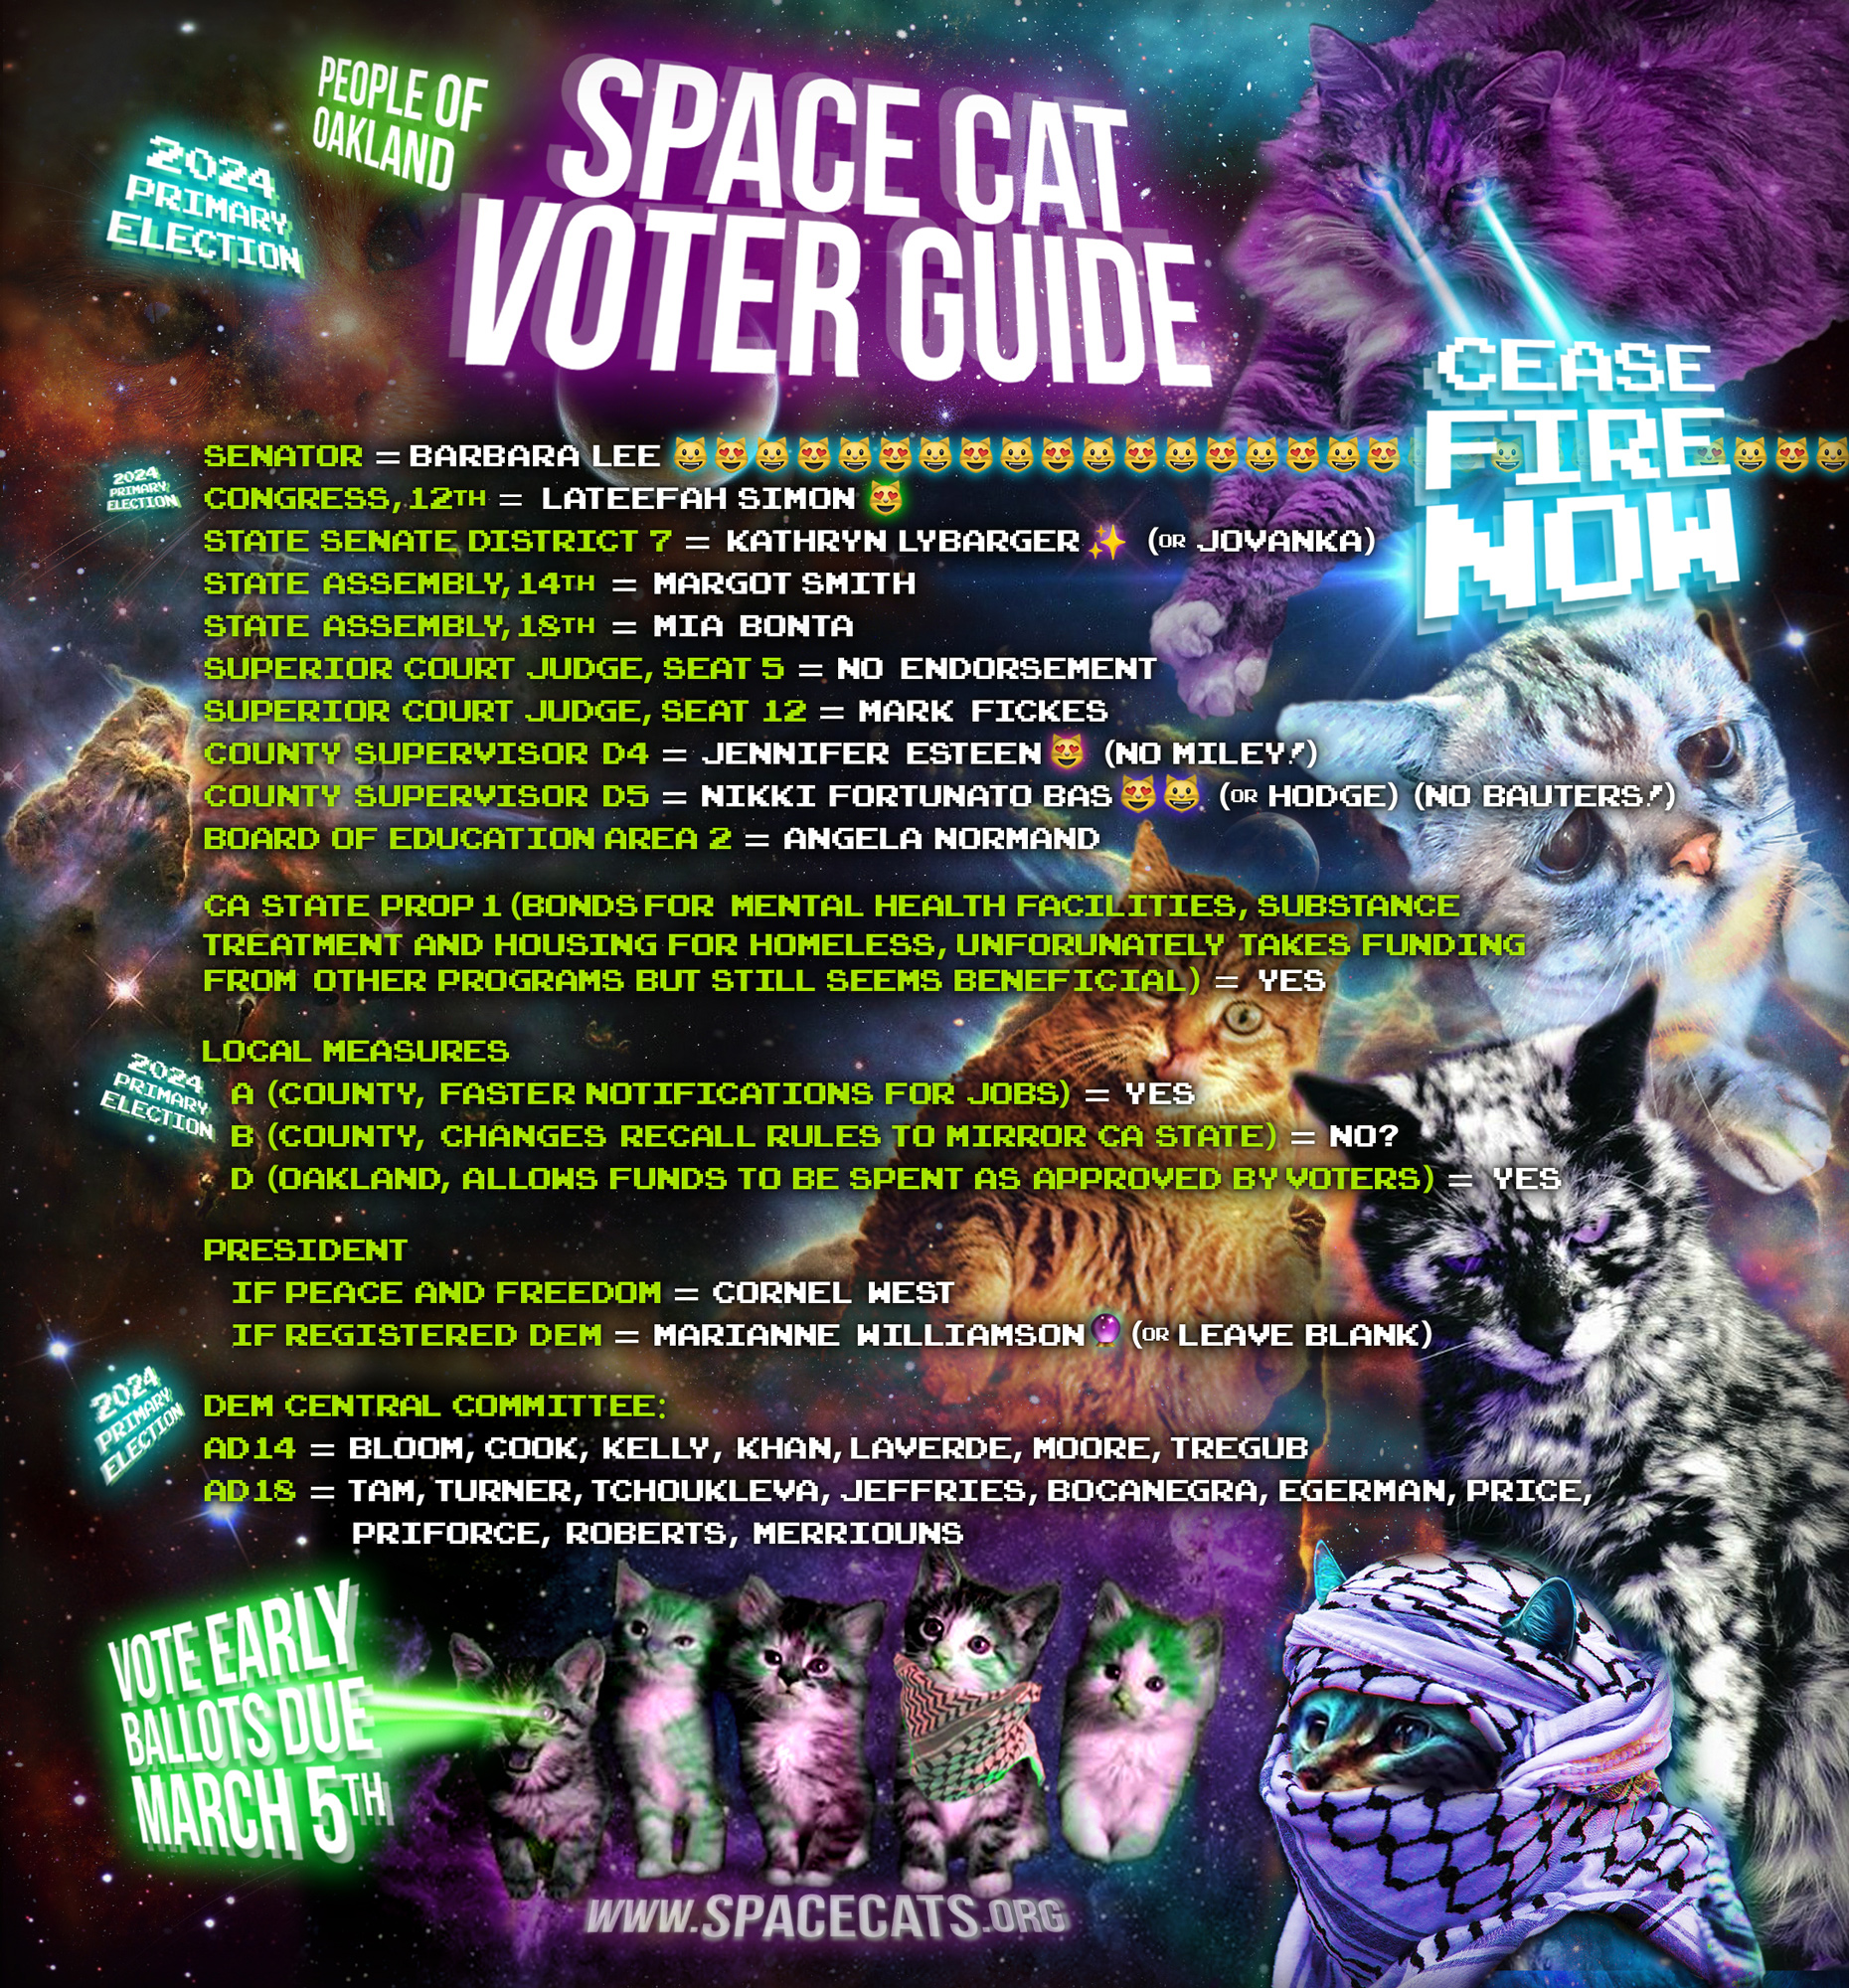 PEOPLE OF
OAKLAND
SPACE CAT
VOTER GUIDE
2024
PRIMARY
ELECTION
CEASE
FIRE
NOW
SENATOR = BARBARA LEE 😺😻😺😻😺😻😺😻😺😻😺😻😺😻😺😻😺😻😺😻😺😻😺😻😺
2024
PRIMARY
ELECTION
CONGRESS, 12TH = LATEEFAH SIMON 😻
STATE SENATE DISTRICT 7 = KATHRYN LYBARGER ✨ (OR JOVANKA)
STATE ASSEMBLY, 14TH = MARGOT SMITH
STATE ASSEMBLY, 18TH = MIA BONTA
SUPERIOR COURT JUDGE, SEAT 5 = NO ENDORSEMENT
SUPERIOR COURT JUDGE, SEAT 12 = MARK FICKES
COUNTY SUPERVISOR D4 = JENNIFER ESTEEN 😻 (NO MILEY!)
COUNTY SUPERVISOR D5 = NIKKI FORTUNATO BAS 😻😺 (OR HODGE) (NO BAUTERS!)
BOARD OF EDUCATION AREA 2 = ANGELA NORMAND
CA STATE PROP 1 (BONDS FOR MENTAL HEALTH FACILITIES, SUBSTANCE
TREATMENT AND HOUSING FOR HOMELESS, UNFORUNATELY TAKES FUNDING
FROM OTHER PROGRAMS BUT STILL SEEMS BENEFICIAL) = YES
LOCAL MEASURES
2024
PRIMARY
ELECTION
A (COUNTY, FASTER NOTIFICATIONS FOR JOBS) = YES
B (COUNTY, CHANGES RECALL RULES TO MIRROR CA STATE) = NO?
D (OAKLAND, ALLOWS FUNDS TO BE SPENT AS APPROVED BY VOTERS) = YES
PRESIDENT
IF PEACE AND FREEDOM = CORNEL WEST
IF REGISTERED DEM = MARIANNE WILLIAMSON 🔮 (OR LEAVE BLANK)
2024
PRIMARY
ELECTION
DEM CENTRAL COMMITTEE:
AD14 = BLOOM, COOK, KELLY, KHAN, LAVERDE, MOORE, TREGUB
AD18 = TAM, TURNER, TCHOUKLEVA, JEFFRIES, BOCANEGRA, EGERMAN, PRICE,
PRIFORCE, ROBERTS, MERRIOUNS
VOTE EARLY
BALLOTS DUE
MARCH 5TH
WWW.SPACECATS.ORG